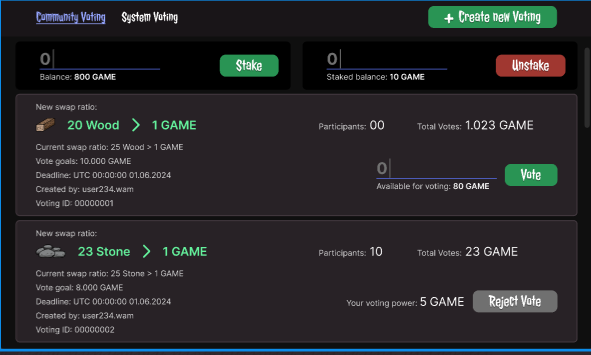 Community Voting System Voting + Create new Voting
0 Stake
Balance: 800 GAME
0 Unstake
Staked balance: 10 GAME
New swap ratio:
20 Wood > 1 GAME Participants: 00 Total Votes: 1.023 GAME
Current swap ratio: 25 Wood > 1 GAME
Vote goals: 10.000 GAME
Deadline: UTC 00:00:00 01.06.2024
Created by: user234.wam
Voting ID: 00000001
0 Vote
Available for voting: 80 GAME
New swap ratio:
23 Stone > 1 GAME Participants: 10 Total Votes: 23 GAME
Current swap ratio: 25 Stone > 1 GAME
Vote goal: 8.000 GAME
Deadline: UTC 00:00:00 01.06.2024
Created by: user234.wam
Voting ID: 00000002
Your voting power: 5 GAME Reject Vote